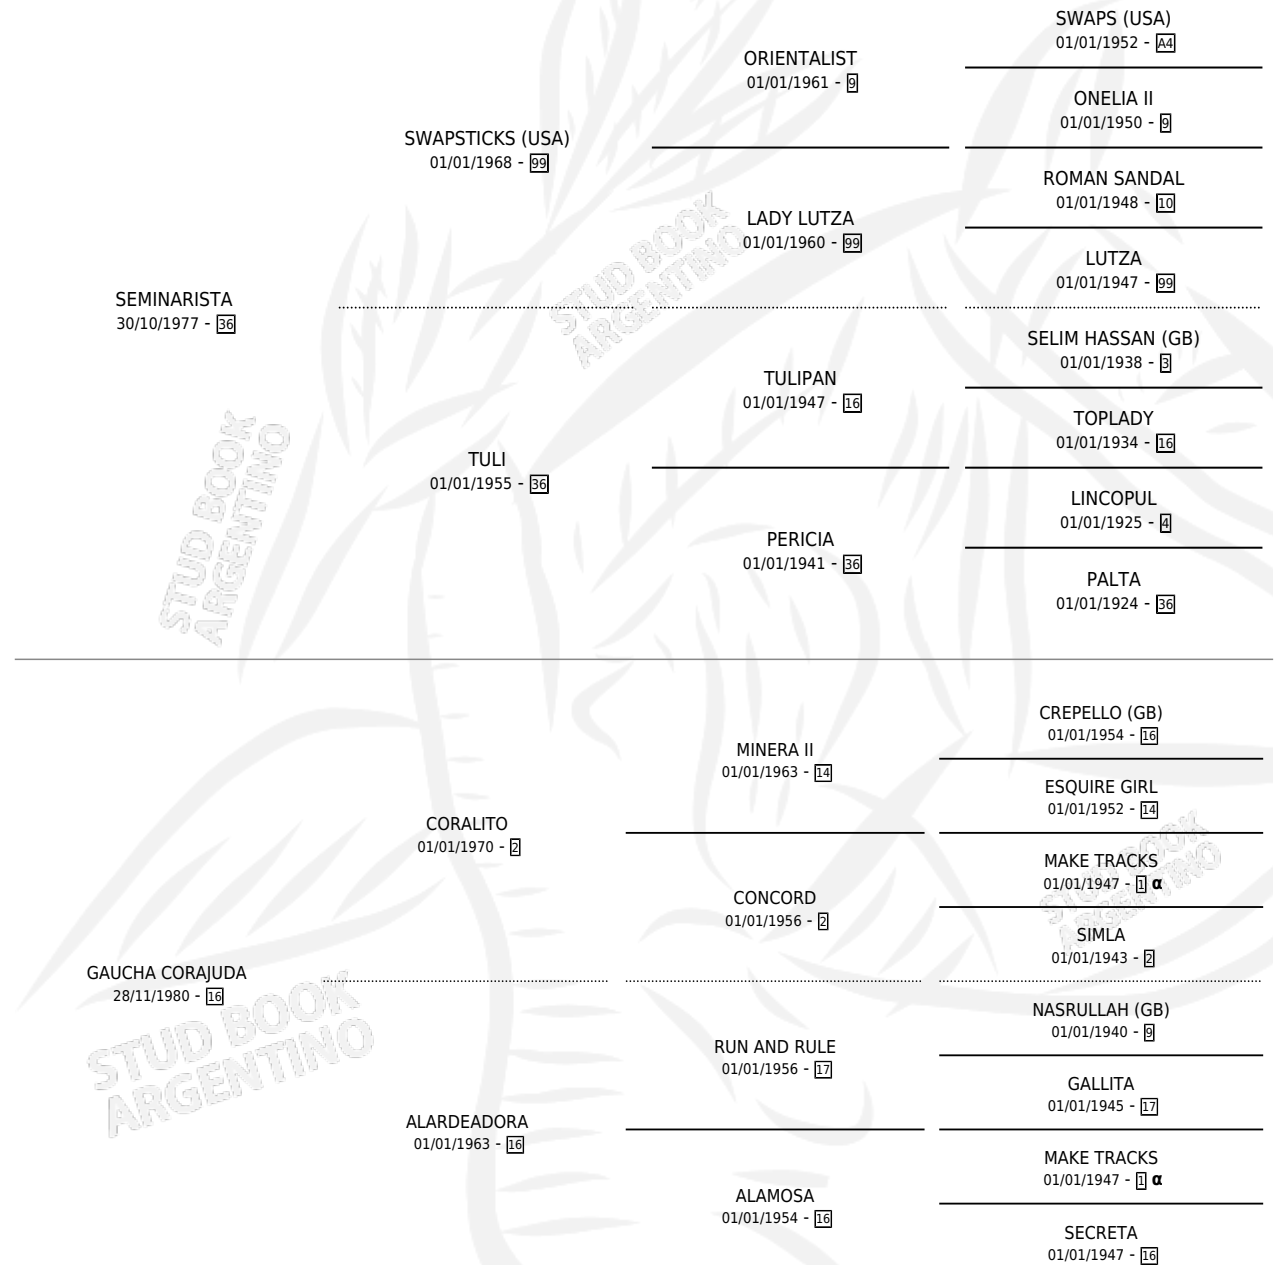 SWAPS (USA)
01/01/1952 - A4
ORIENTALIST
01/01/1961 - 9
ONELIA II
01/01/1950 - 9
SWAPSTICKS (USA)
01/01/1968 - 99
ROMAN SANDAL
01/01/1948 - 10
LADY LUTZA
01/01/1960 - 99
LUTZA
01/01/1947 - 99
SEMINARISTA
30/10/1977 - 36
SELIM HASSAN (GB)
01/01/1938 - 3
TULIPAN
01/01/1947 - 16
TOPLADY
01/01/1934 - 16
TULI
01/01/1955 - 36
LINCOPUL
01/01/1925 - 4
PERICIA
01/01/1941 - 36
PALTA
01/01/1924 - 36
STUD BOOK
ARGENTINO
STUD BOOK
ARGENTINO
CREPELLO (GB)
01/01/1954 - 16
MINERA II
01/01/1963 - 14
ESQUIRE GIRL
01/01/1952 - 14
CORALITO
01/01/1970 - 2
MAKE TRACKS
01/01/1947 - 1 α
CONCORD
01/01/1956 - 2
SIMLA
01/01/1943 - 2
GAUCHA CORAJUDA
28/11/1980 - 16
NASRULLAH (GB)
01/01/1940 - 9
RUN AND RULE
01/01/1956 - 17
GALLITA
01/01/1945 - 17
ALARDEADORA
01/01/1963 - 16
MAKE TRACKS
01/01/1947 - 1 α
ALAMOSA
01/01/1954 - 16
SECRETA
01/01/1947 - 16
STUD BOOK
ARGENTINO
STUD BOOK
ARGENTINO